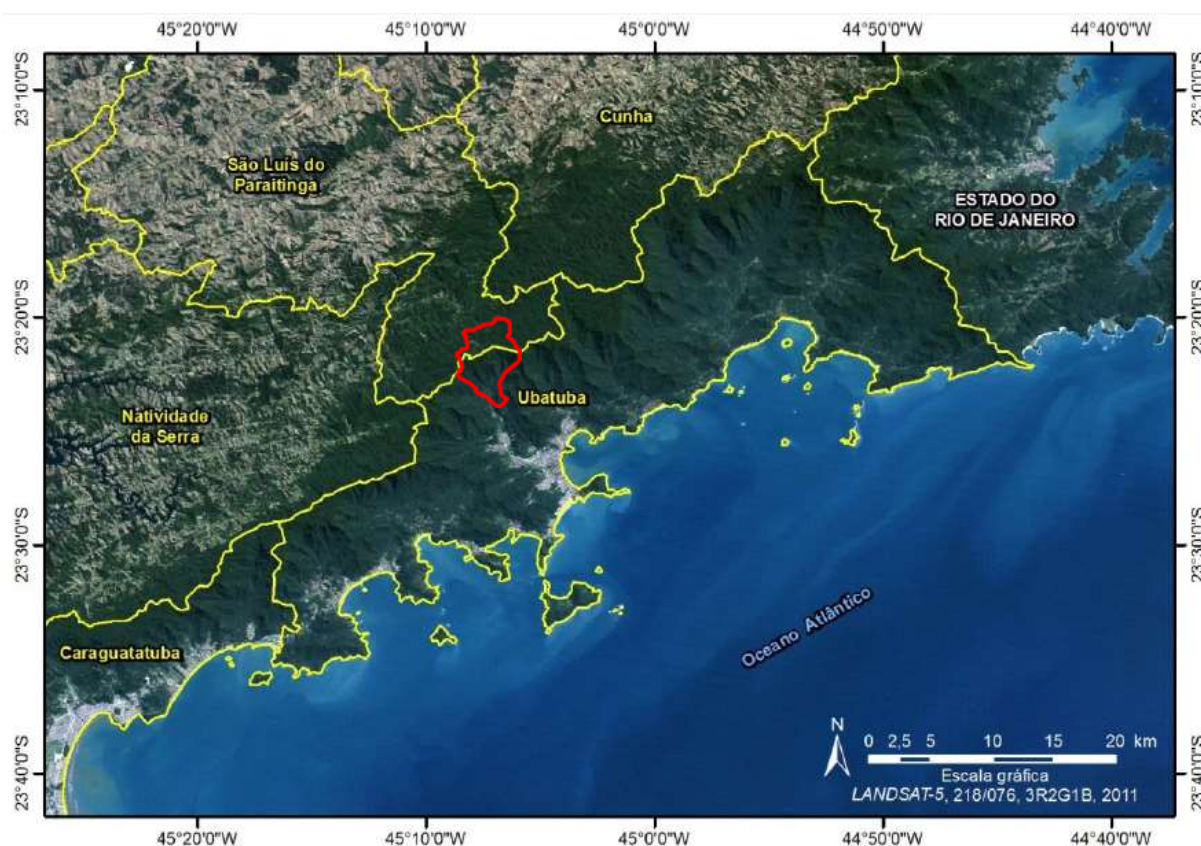 45°20'0"W 45°10'0"W 45°0'0"W 44°50'0"W 44°40'0"W
23°10'0"S 23°10'0"S
Cunha
São Luís do
Paraitinga
ESTADO DO
RIO DE JANEIRO
23°20'0"S 23°20'0"S
Ubatuba
Natividade
da Serra
23°30'0"S 23°30'0"S
Oceano Atlântico
Caraguatatuba
N
0 2,5 5 10 15 20 km
Escala gráfica
LANDSAT-5, 218/076, 3R2G1B, 2011
23°40'0"S 23°40'0"S
45°20'0"W 45°10'0"W 45°0'0"W 44°50'0"W 44°40'0"W